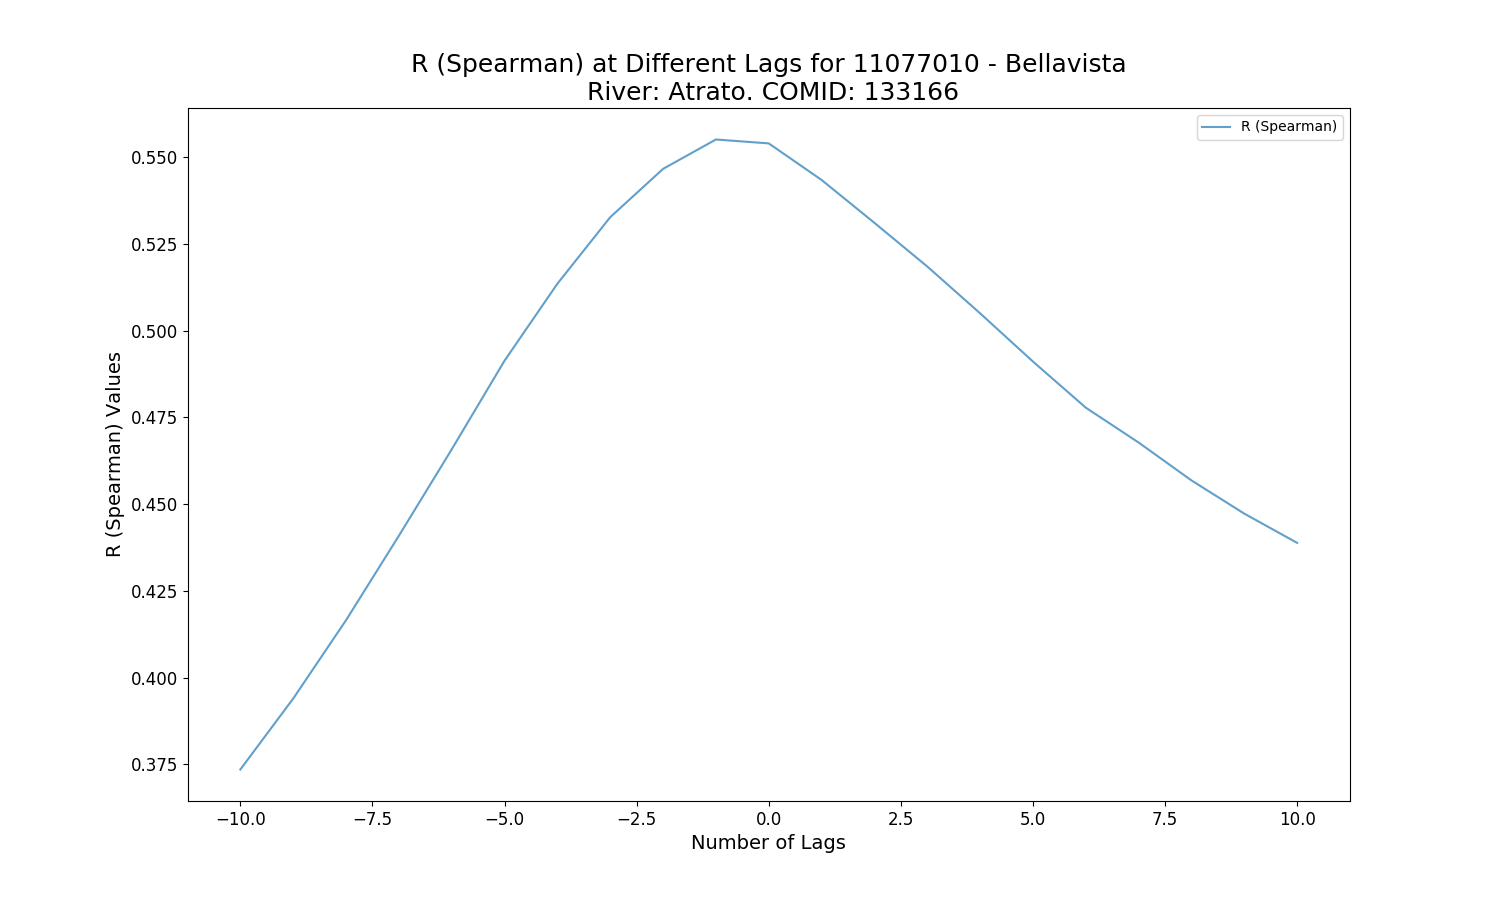 R (Spearman) at Different Lags for 11077010 - Bellavista
River: Atrato. COMID: 133166
R (Spearman)
0.550
0.525
0.500
0.475
0.450
0.425
0.400
0.375
R (Spearman) Values
−10.0 −7.5 −5.0 −2.5 0.0 2.5 5.0 7.5 10.0
Number of Lags